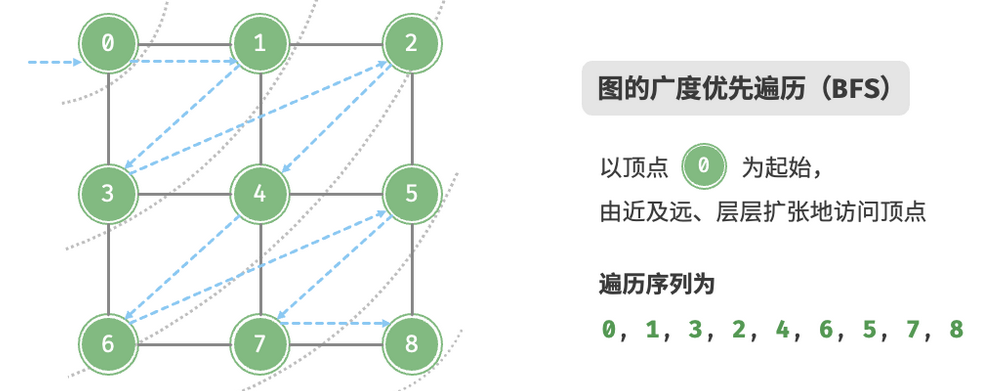 0 1 2
3 4 5
6 7 8
图的广度优先遍历（BFS）
以顶点 0 为起始，
由近及远、层层扩张地访问顶点
遍历序列为
0, 1, 3, 2, 4, 6, 5, 7, 8